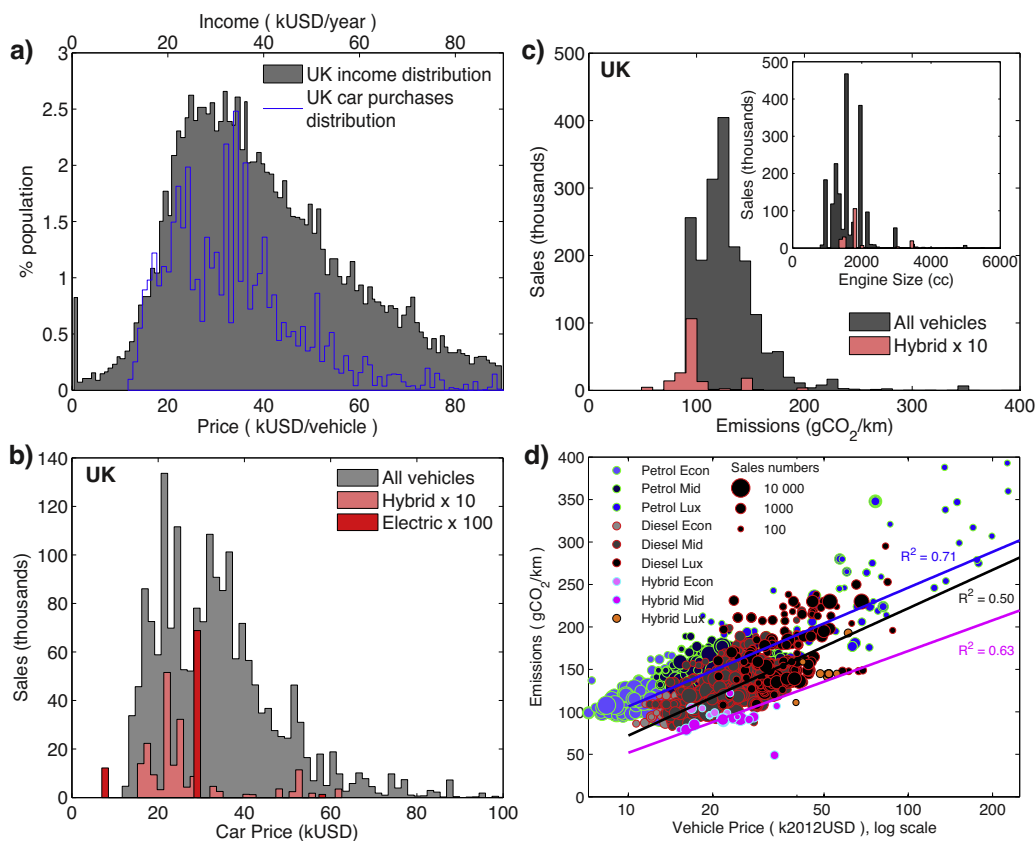 Income ( kUSD/year)
a)
0 20 40 60 80
3
2.5
2
1.5
1
0.5
0
% population
UK income distribution
UK car purchases
distribution
0 20 40 60 80
Price ( kUSD/vehicle )
c)
UK
500
400
300
200
100
0
Sales (thousands)
500
400
300
200
100
0
Sales (thousands)
0 2000 4000 6000
Engine Size (cc)
All vehicles
Hybrid x 10
0 100 200 300 400
Emissions (gCO2/km)
b)
UK
140
120
100
80
60
40
20
0
Sales (thousands)
All vehicles
Hybrid x 10
Electric x 100
0 20 40 60 80 100
Car Price (kUSD)
d)
400
350
300
250
200
150
100
50
0
Emissions ( gCO2/km)
Petrol Econ
Petrol Mid
Petrol Lux
Diesel Econ
Diesel Mid
Diesel Lux
Hybrid Econ
Hybrid Mid
Hybrid Lux
Sales numbers
10 000
1000
100
R2 = 0.71
R2 = 0.50
R2 = 0.63
10 20 50 100 200
Vehicle Price ( k2012USD ), log scale